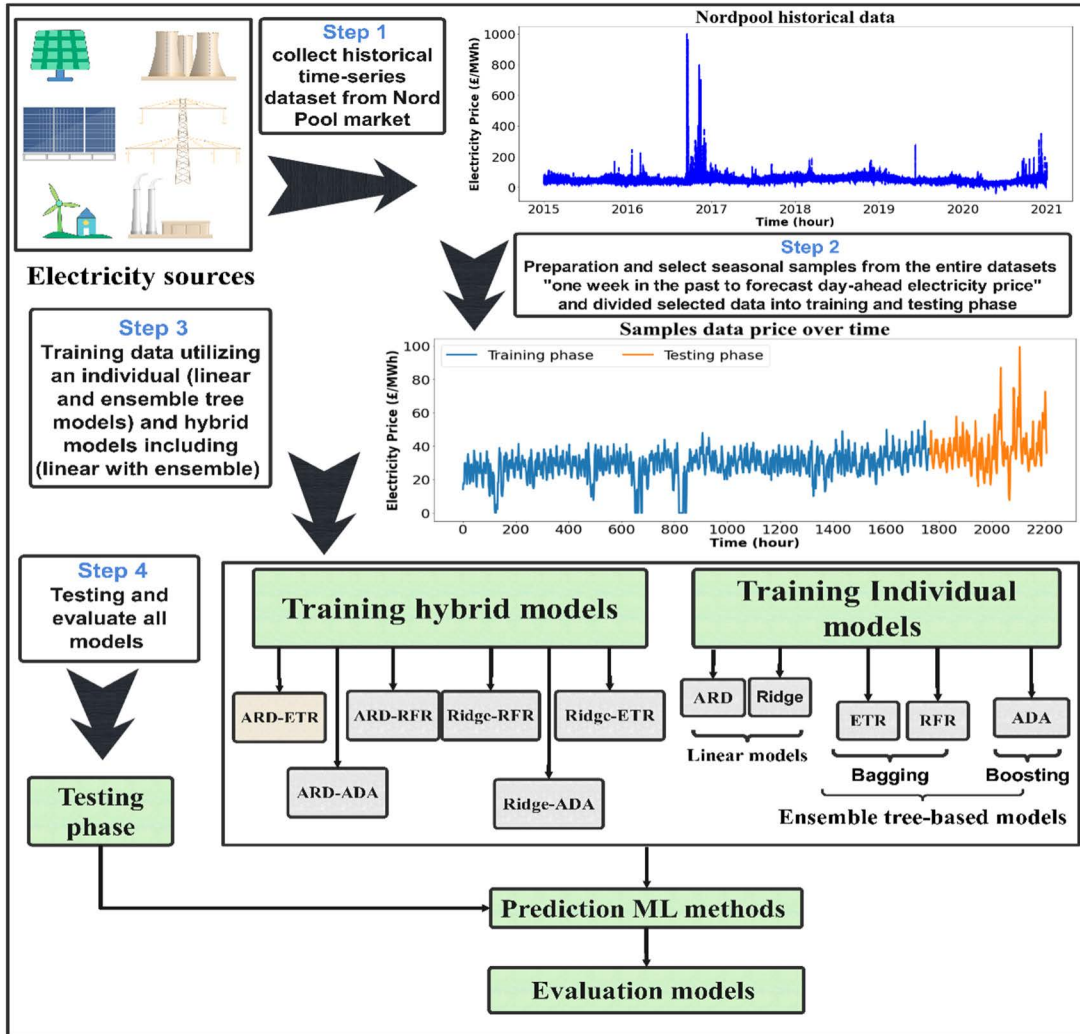 Step 1
collect historical
time-series
dataset from Nord
Pool market
Electricity sources
Nordpool historical data
Electricity Price (£/MWh)
1000
800
600
400
200
0
2015 2016 2017 2018 2019 2020 2021
Time (hour)
Step 2
Preparation and select seasonal samples from the entire datasets
"one week in the past to forecast day-ahead electricity price"
and divided selected data into training and testing phase
Samples data price over time
Training phase
Testing phase
Electricity Price (£/MWh)
100
80
60
40
20
0
0 200 400 600 800 1000 1200 1400 1600 1800 2000 2200
Time (hour)
Step 3
Training data utilizing
an individual (linear
and ensemble tree
models) and hybrid
models including
(linear with ensemble)
Step 4
Testing and
evaluate all
models
Testing
phase
Training hybrid models
ARD-ETR
ARD-RFR
Ridge-RFR
Ridge-ETR
ARD-ADA
Ridge-ADA
Training Individual
models
ARD
Ridge
Linear models
ETR
RFR
ADA
Bagging
Boosting
Ensemble tree-based models
Prediction ML methods
Evaluation models